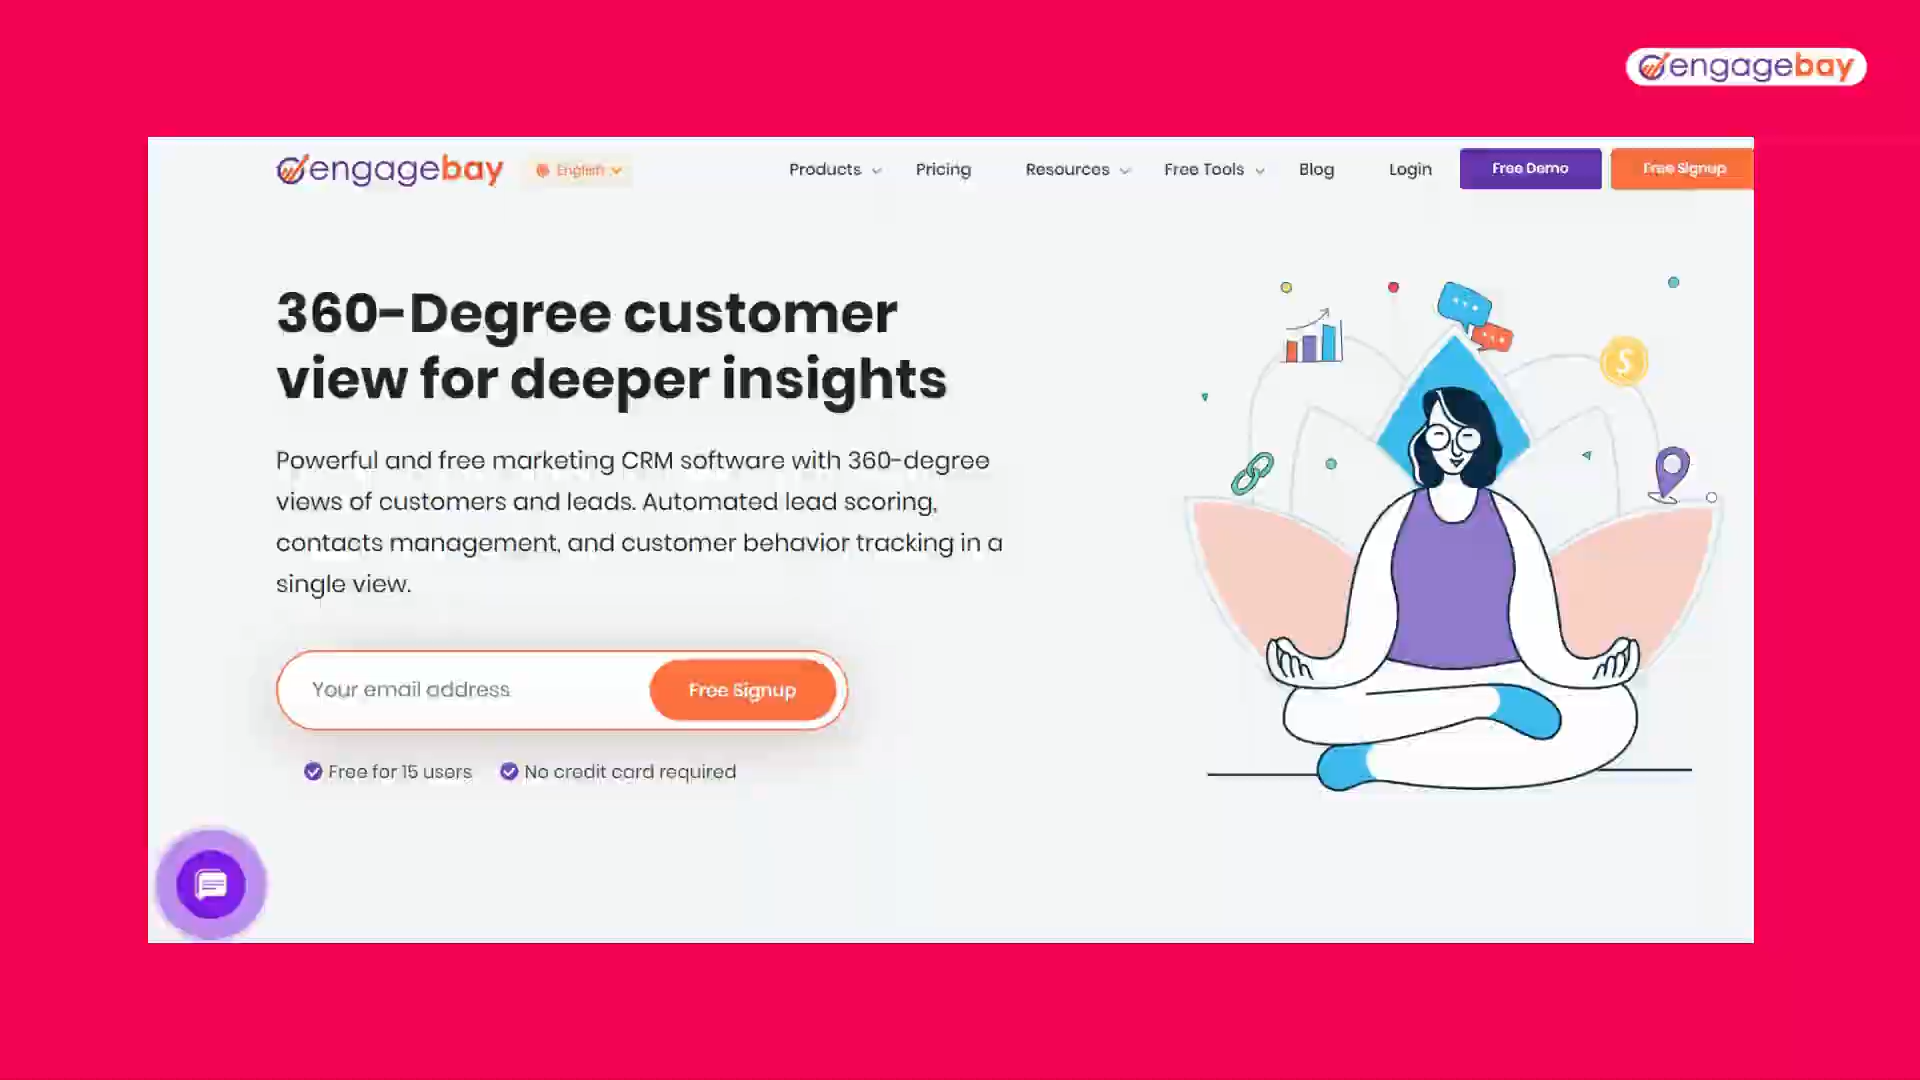 engagebay
engagebay English Products Pricing Resources Free Tools Blog Login Free Demo Free Signup
360-Degree customer
view for deeper insights
Powerful and free marketing CRM software with 360-degree
views of customers and leads. Automated lead scoring,
contacts management, and customer behavior tracking in a
single view.
Your email address Free Signup
Free for 15 users No credit card required